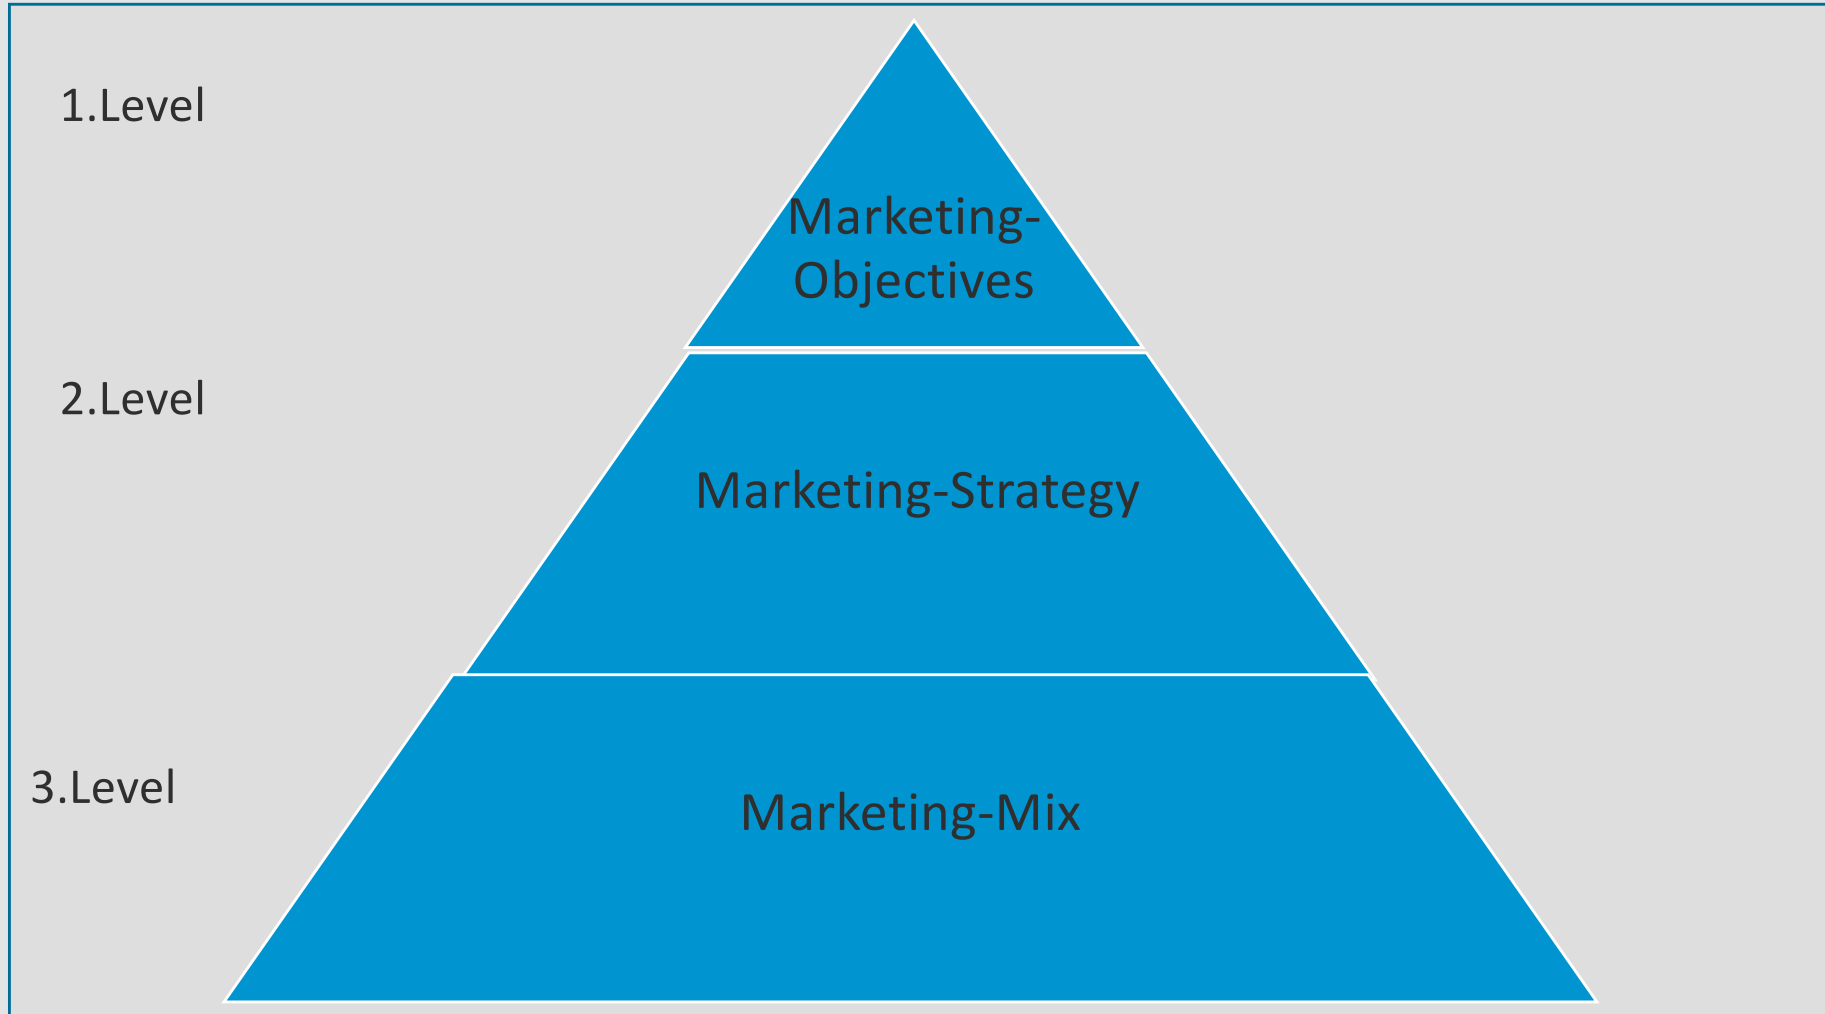 1.Level
Marketing-
Objectives
2.Level
Marketing-Strategy
3.Level
Marketing-Mix